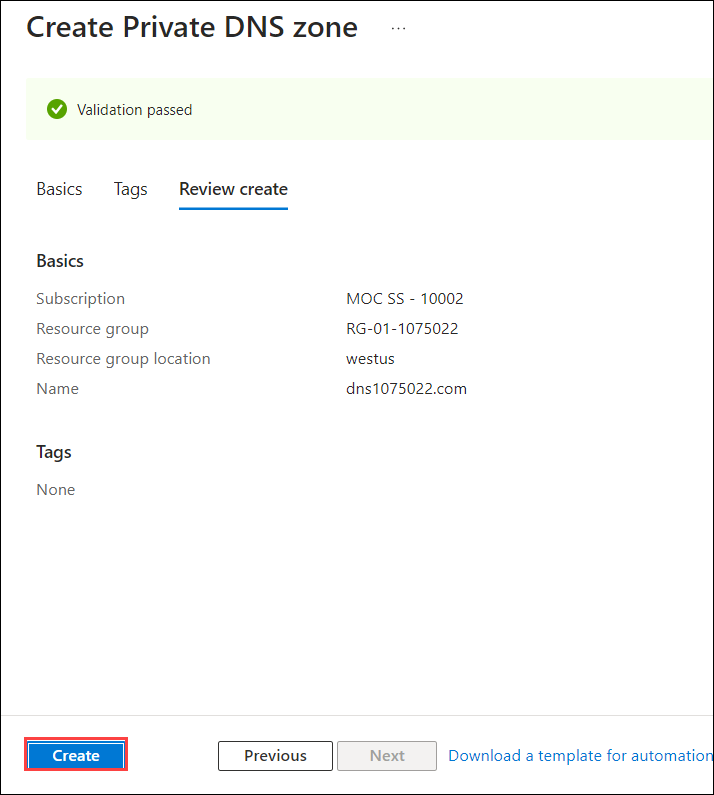 Create Private DNS zone ...
Validation passed
Basics Tags Review create
Basics
Subscription MOC SS - 10002
Resource group RG-01-1075022
Resource group location westus
Name dns1075022.com
Tags
None
Create Previous Next Download a template for automation